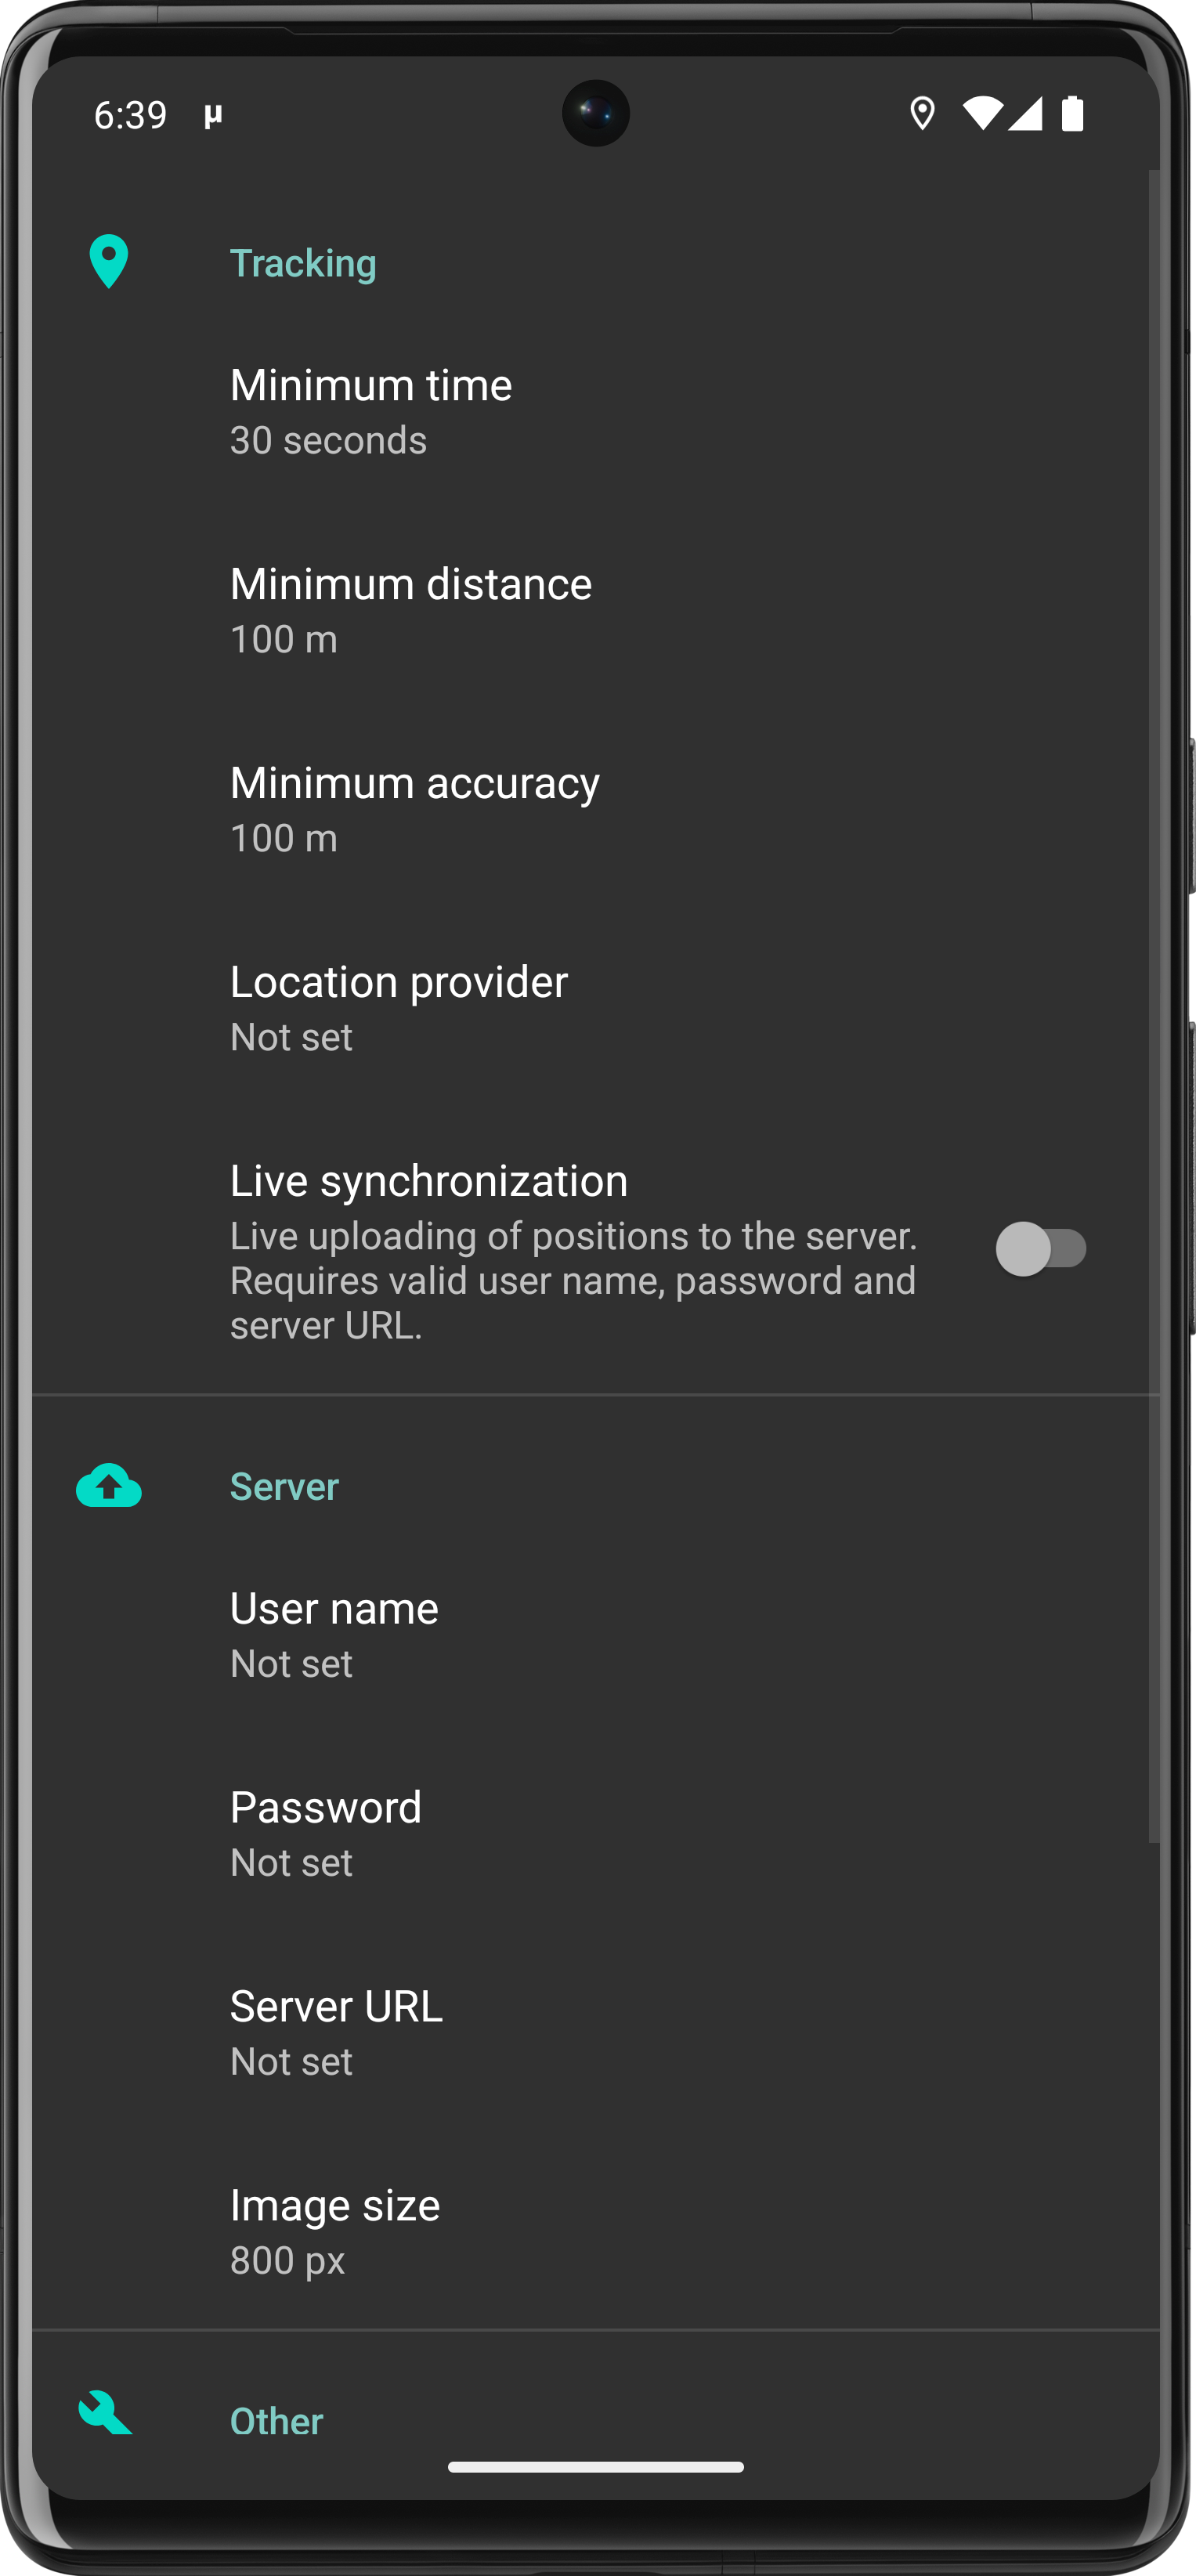 6:39 µ
Tracking
Minimum time
30 seconds
Minimum distance
100 m
Minimum accuracy
100 m
Location provider
Not set
Live synchronization
Live uploading of positions to the server.
Requires valid user name, password and
server URL.
Server
User name
Not set
Password
Not set
Server URL
Not set
Image size
800 px
Other